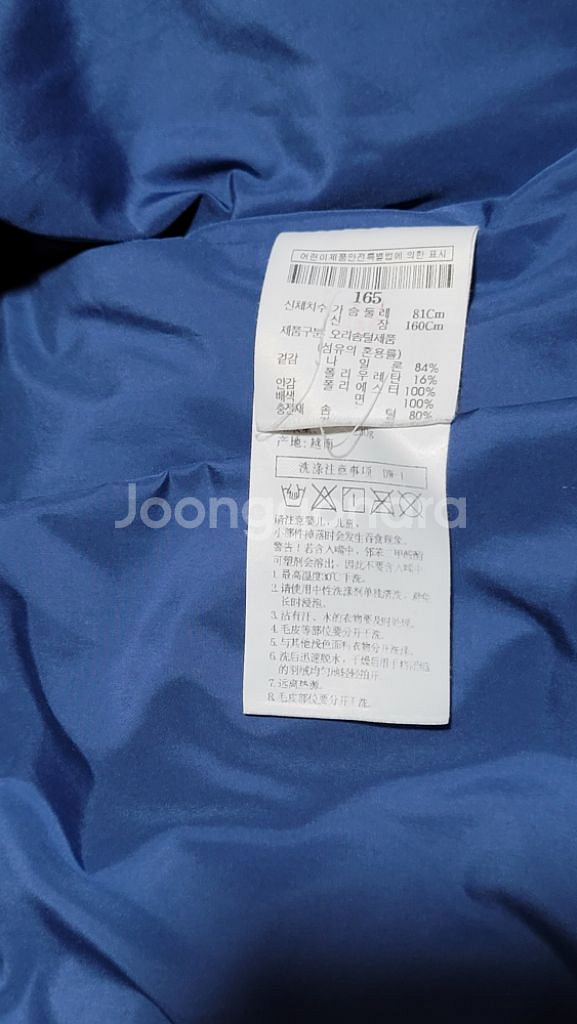 어린이제품안전특별법에 의한 표시
165
신체치수 가 슴 둘 레 81Cm
신 장 160Cm
제품구분 오리솜털제품
(섬유의 혼용률)
겉감 나 일 론 84%
폴 리 우 레 탄 16%
안감 폴 리 에 스 터 100%
배색 면 100%
충전재 솜 털 80%
产地: 越南
洗涤注意事项
Joong
ara
请注意婴儿, 儿童,
小部件掉落时会发生吞食现象。
警告! 若含入嘴中, 邻苯二甲酸酯
可塑剂会溶出, 因此不要含入嘴中
1. 最高温度30℃下洗。
2. 请使用中性洗涤剂单独清洗, 避免
长时浸泡。
3. 沾有汗、水的衣物要及时处理。
4. 毛皮等部位要分开干洗。
5. 与其他浅色面料衣物分开洗涤。
6. 洗后迅速脱水, 干燥后用手
的羽绒均匀地轻轻拍开。
7. 远离热源。
8. 毛皮部位要分开干洗。